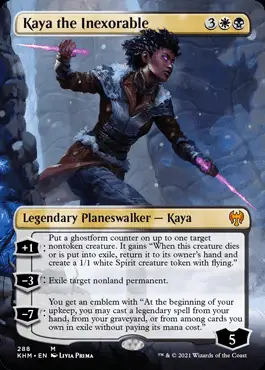 Kaya the Inexorable 3
Legendary Planeswalker — Kaya
+1 Put a ghostform counter on up to one target
nontoken creature. It gains "When this creature dies
or is put into exile, return it to its owner's hand and
create a 1/1 white Spirit creature token with flying."
-3 Exile target nonland permanent.
-7 You get an emblem with "At the beginning of your
upkeep, you may cast a legendary spell from your
hand, from your graveyard, or from among cards you
own in exile without paying its mana cost."
5
286 M
KHM • EN LIVIA PRIMA
™ & © 2021 Wizards of the Coast